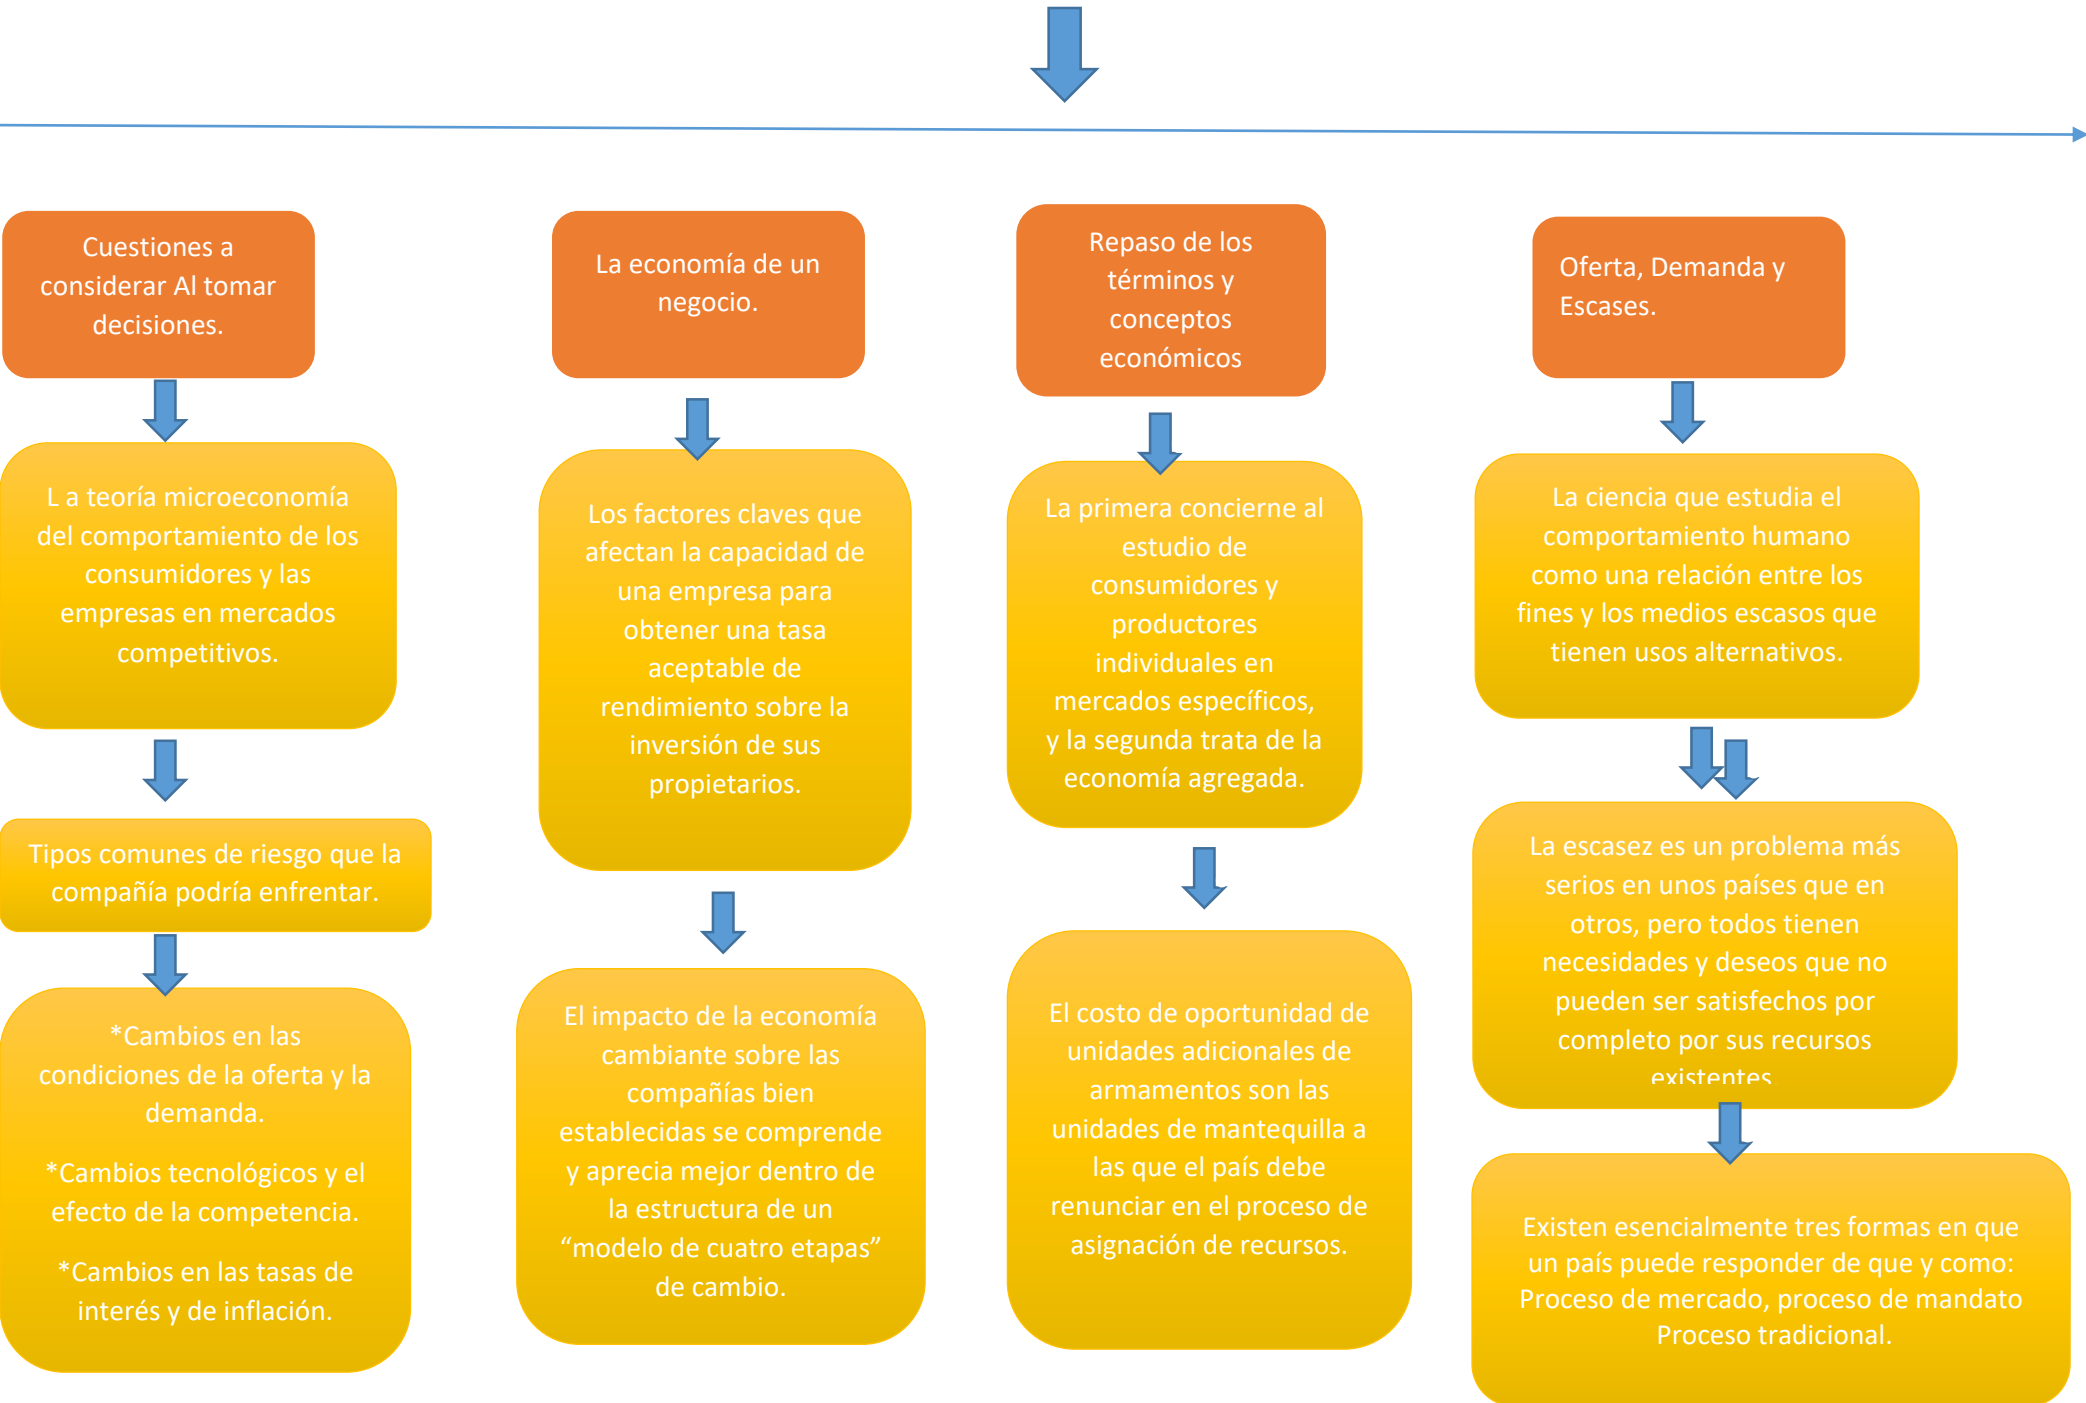 Cuestiones a
considerar Al tomar
decisiones.
L a teoría microeconomía
del comportamiento de los
consumidores y las
empresas en mercados
competitivos.
Tipos comunes de riesgo que la
compañía podría enfrentar.
*Cambios en las
condiciones de la oferta y la
demanda.
*Cambios tecnológicos y el
efecto de la competencia.
*Cambios en las tasas de
interés y de inflación.
La economía de un
negocio.
Los factores claves que
afectan la capacidad de
una empresa para
obtener una tasa
aceptable de
rendimiento sobre la
inversión de sus
propietarios.
El impacto de la economía
cambiante sobre las
compañías bien
establecidas se comprende
y aprecia mejor dentro de
la estructura de un
“modelo de cuatro etapas”
de cambio.
Repaso de los
términos y
conceptos
económicos
La primera concierne al
estudio de
consumidores y
productores
individuales en
mercados específicos,
y la segunda trata de la
economía agregada.
El costo de oportunidad de
unidades adicionales de
armamentos son las
unidades de mantequilla a
las que el país debe
renunciar en el proceso de
asignación de recursos.
Oferta, Demanda y
Escases.
La ciencia que estudia el
comportamiento humano
como una relación entre los
fines y los medios escasos que
tienen usos alternativos.
La escasez es un problema más
serios en unos países que en
otros, pero todos tienen
necesidades y deseos que no
pueden ser satisfechos por
completo por sus recursos
existentes
Existen esencialmente tres formas en que
un país puede responder de que y como:
Proceso de mercado, proceso de mandato
Proceso tradicional.